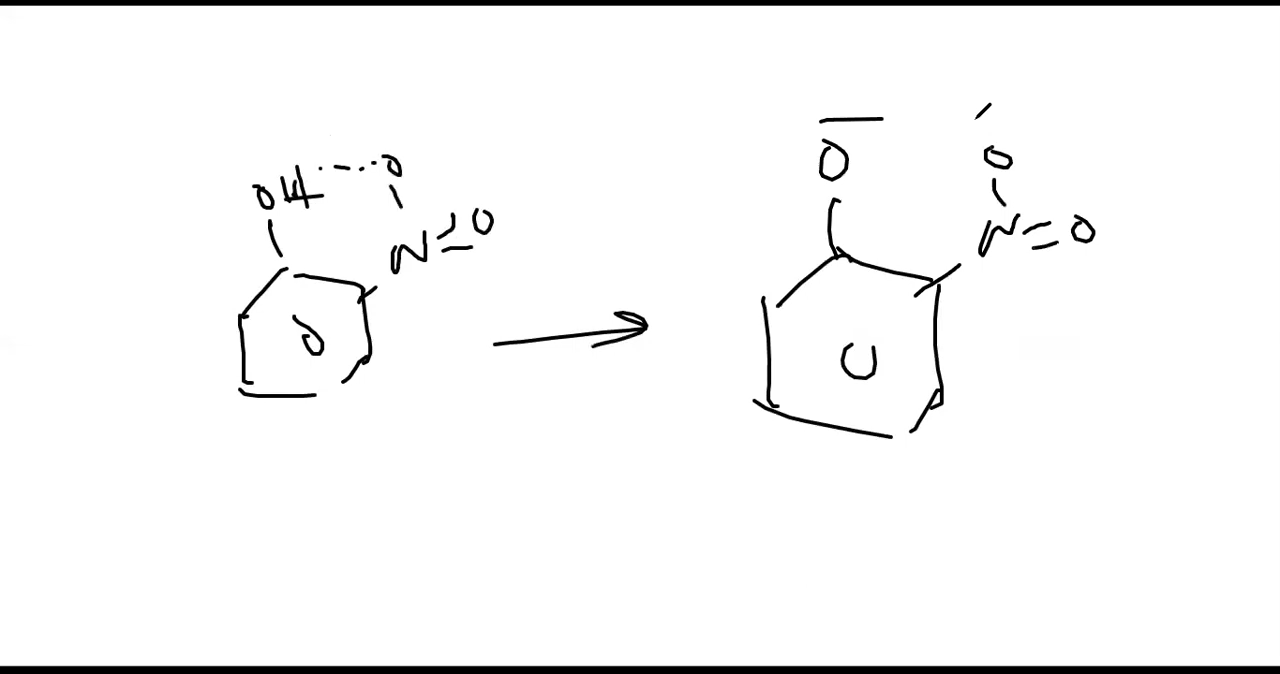 OH O
N = O
O O
N = O